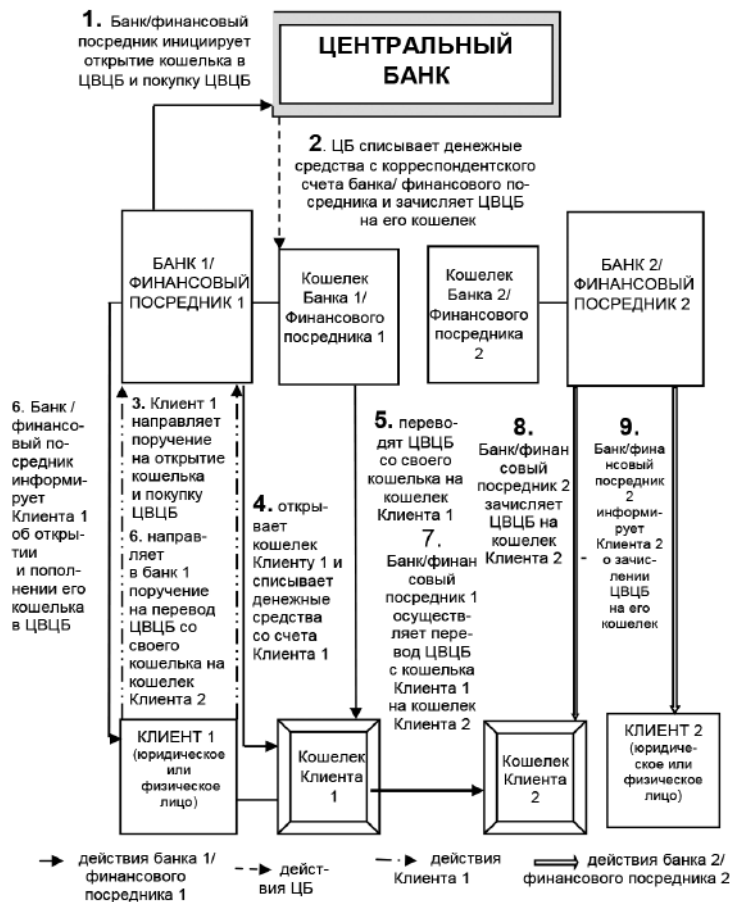 1. Банк/финансовый
посредник инициирует
открытие кошелька в
ЦВЦБ и покупку ЦВЦБ
ЦЕНТРАЛЬНЫЙ
БАНК
2. ЦБ списывает денежные
средства с корреспондентского
счета банка/ финансового по-
средника и зачисляет ЦВЦБ
на его кошелек
БАНК 1/
ФИНАНСОВЫЙ
ПОСРЕДНИК 1
Кошелек
Банка 1/
Финансового
посредника 1
Кошелек
Банка 2/
Финансового
посредника
2
БАНК 2/
ФИНАНСОВЫЙ
ПОСРЕДНИК 2
6. Банк /
финансо-
вый по-
средник
информи-
рует
Клиента 1
об откры-
тии
и попол-
нении его
кошелька
в ЦВЦБ
3. Клиент 1
направляет
поручение
на открытие
кошелька
и покупку
ЦВЦБ
6. направ-
ляет
в банк 1
поручение
на перевод
ЦВЦБ со
своего
кошелька на
кошелек
Клиента 2
4. откры-
вает
кошелек
Клиенту 1 и
списывает
денежные
средства
со счета
Клиента 1
5. перево-
дят ЦВЦБ
со своего
кошелька на
кошелек
Клиента 1
7.
Банк/финан
совый
посредник 1
осуществ-
ляет пере-
вод ЦВЦБ
с кошелька
Клиента 1
на кошелек
Клиента 2
8.
Банк/финан
совый
посредник 2
зачисляет
ЦВЦБ на
кошелек
Клиента 2
9.
Банк/фина
нсовый
посредник
2
информи-
рует
Клиента 2
о зачис-
лении
ЦВЦБ
на его
кошелек
КЛИЕНТ 1
(юридическое
или
физическое
лицо)
Кошелек
Клиента
1
Кошелек
Клиента
2
КЛИЕНТ 2
(юридиче-
ское или
физическое
лицо)
действия банка 1/
финансового
посредника 1
дейст-
вия ЦБ
действия
Клиента 1
действия банка 2/
финансового посредника 2